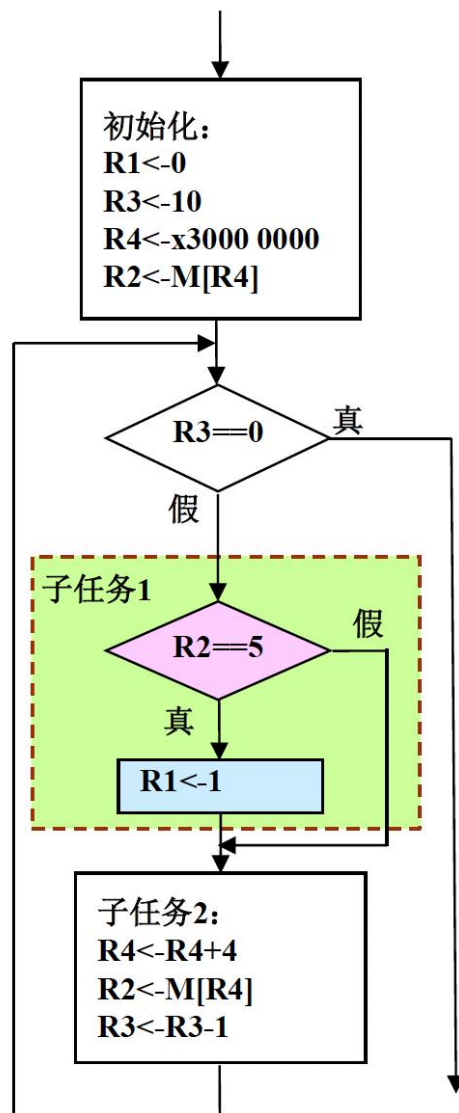 初始化：
R1<-0
R3<-10
R4<-x3000 0000
R2<-M[R4]
R3==0
真
假
子任务1
R2==5
假
真
R1<-1
子任务2：
R4<-R4+4
R2<-M[R4]
R3<-R3-1